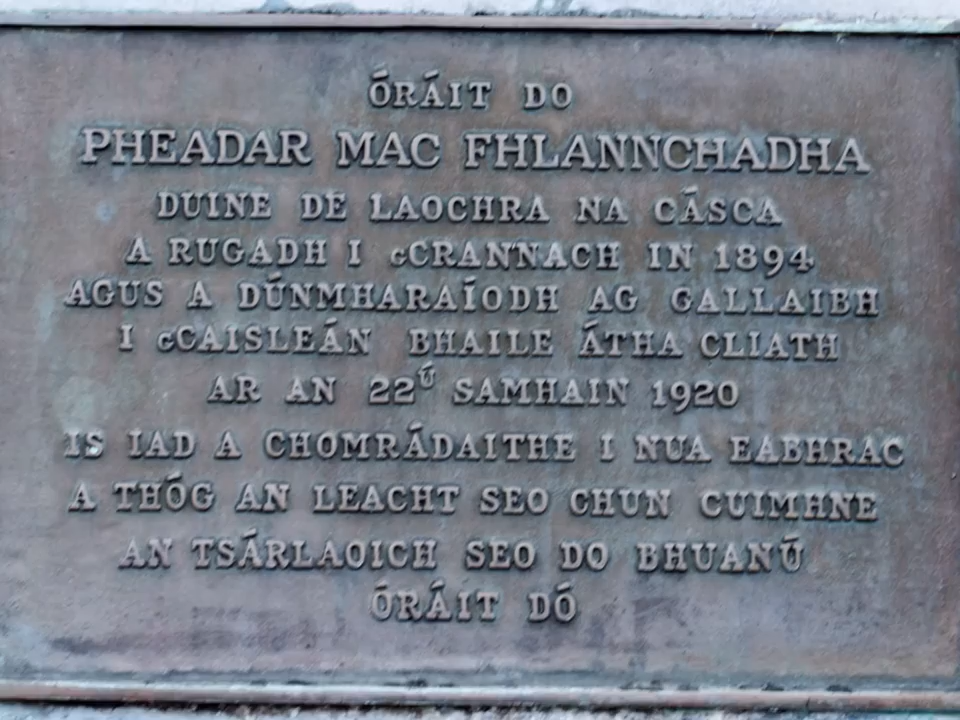 ÓRÁIT DO
PHEADAR MAC FHLANNCHADHA
DUINE DE LAOCHRA NA CÁSCA
A RUGADH I gCRANNACH IN 1894
AGUS A DÚNMHARAÍODH AG GALLAIBH
I gCAISLEÁN BHAILE ÁTHA CLIATH
AR AN 22Ú SAMHAIN 1920
IS IAD A CHOMRÁDAITHE I NUA EABHRAC
A THÓG AN LEACHT SEO CHUN CUIMHNE
AN TSÁRLAOICH SEO DO BHUANÚ
ÓRÁIT DÓ